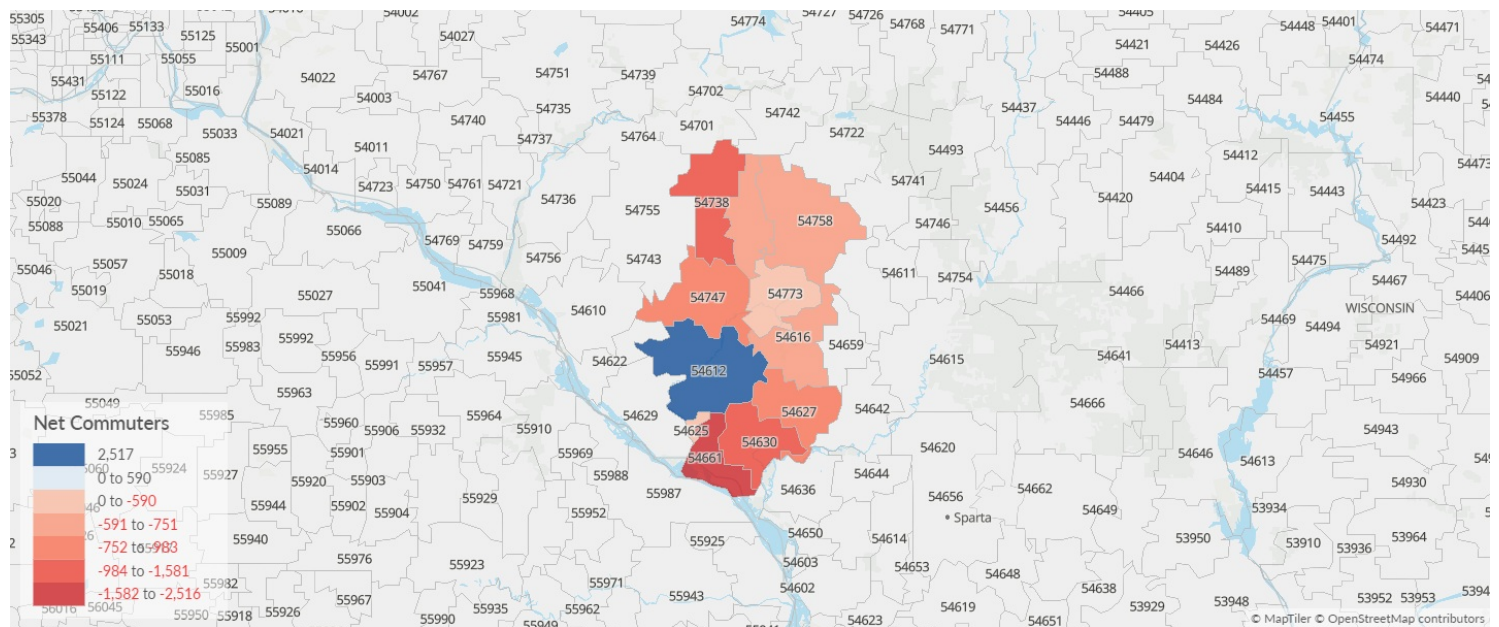 54002 54774 54727 54726 54768 54405 54448 54401 54471
55305 55406 55133 55125 54027 54771
55343 55001 54421 54426
55111 55055 54022 54767 54751 54739 54488 54474
55431 55016 54003 54702 54484 54440
55122 54735 54742 54437
55378 55124 55068 55033 54021 54740 54737 54764 54701 54722 54446 54479 54455
55085 54014 54011 54493 54412 54473
55044 55024 55031 54723 54750 54761 54721 54741 54404 54415 54443
55020 55089 54736 54755 54738 54758 54456 54420 54423
55088 55010 55065 55066 54746 54410
55009 54769 54759 54756 54743 54492
55046 55057 55018 55041 54611 54754 54489 54475 54467
55019 55027 55968 54747 54773 54466 54406
55021 55053 55992 55981 54610 WISCONSIN
55946 55983 55992 55956 55945 54622 54616 54659 54469 54494 54921
55052 55991 55957 54612 54615 54641 54413 54457 54909
55963 54966
55049 55985 55960 55964 54629 54627 54642 54666
Net Commuters
2,517
0 to 590
0 to -590
-591 to -751
-752 to -983
-984 to -1,581
-1,582 to -2,516
55906 55932 55910 54625 54630 54620 54943
55924 55927 55955 55901 55969 54661 54646 54613
55920 55903 55988 54644 54930
55944 55902 55904 55929 55987 54636 54656 54662
55952 Sparta 54649 53934
55940 55925 54650 54614 53950 53910 53936 53964
55976 55923 54603 54653
55982 55971 54602 54648 54638
55967 55943 53952 53953
56016 56045 55950 55918 55926 55990 55935 55962 54623 54619 54651 53929 53948
55949
© MapTiler © OpenStreetMap contributors